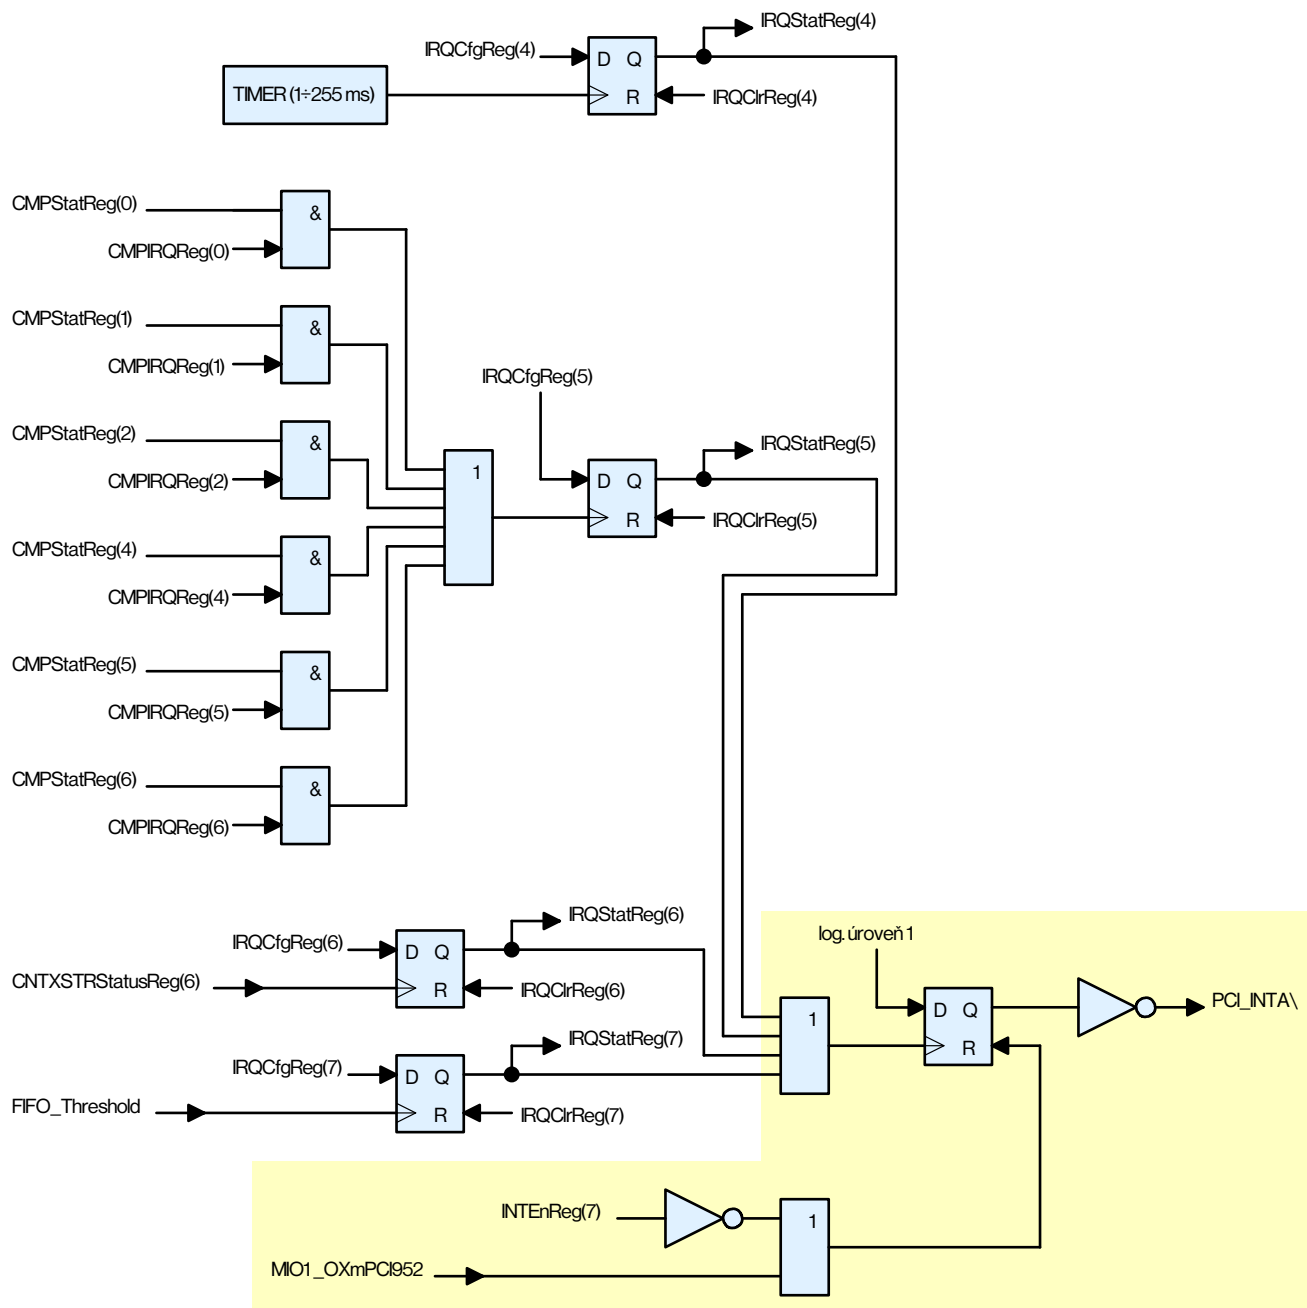 IRQStatReg(4)
IRQCfgReg(4)
D Q
TIMER (1÷255 ms)
R
IRQClrReg(4)
CMPStatReg(0)
&
CMPIRQReg(0)
CMPStatReg(1)
&
CMPIRQReg(1)
IRQCfgReg(5)
CMPStatReg(2)
&
CMPIRQReg(2)
IRQStatReg(5)
1
D Q
R
IRQClrReg(5)
CMPStatReg(4)
&
CMPIRQReg(4)
CMPStatReg(5)
&
CMPIRQReg(5)
CMPStatReg(6)
&
CMPIRQReg(6)
IRQStatReg(6)
IRQCfgReg(6)
D Q
CNTXSTRStatusReg(6)
R
IRQClrReg(6)
log. úroveň 1
IRQStatReg(7)
IRQCfgReg(7)
D Q
FIFO_Threshold
R
IRQClrReg(7)
1
D Q
R
PCI_INTA\
INTEnReg(7)
1
MIO1_OXmPCI952